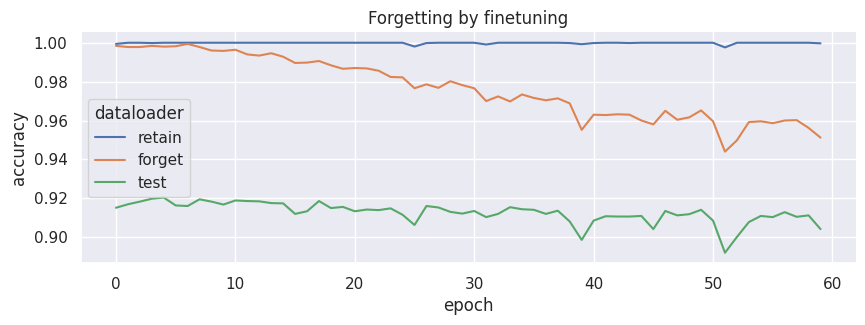 Forgetting by finetuning
1.00
0.98
0.96
0.94
0.92
0.90
accuracy
dataloader
retain
forget
test
0 10 20 30 40 50 60
epoch